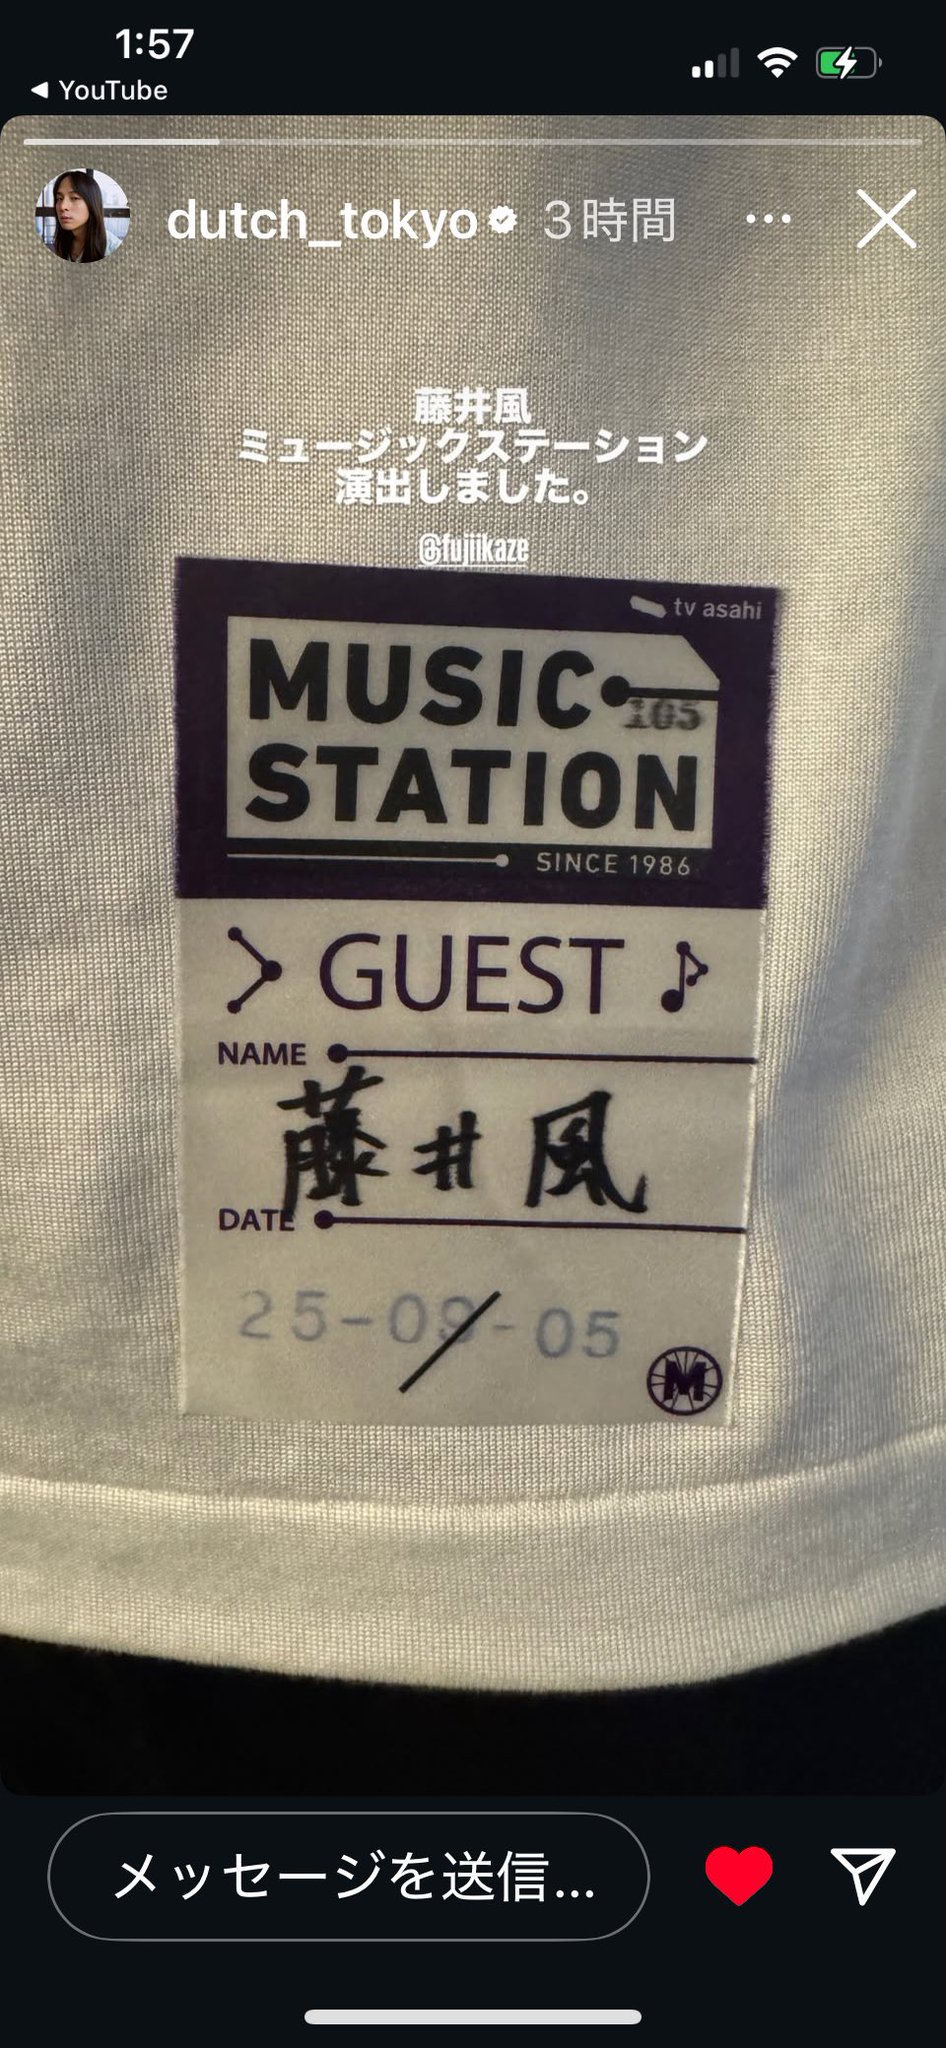 1:57
YouTube
dutch_tokyo 3時間
藤井風
ミュージックステーション
演出しました。
@fujiikaze
tv asahi
MUSIC
105
STATION
SINCE 1986
GUEST
NAME
藤井風
DATE
25-09-05
M
メッセージを送信...